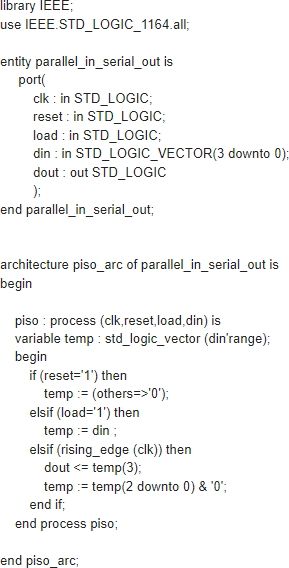 library IEEE;
use IEEE.STD_LOGIC_1164.all;
entity parallel_in_serial_out is
port(
clk : in STD_LOGIC;
reset : in STD_LOGIC;
load : in STD_LOGIC;
din : in STD_LOGIC_VECTOR(3 downto 0);
dout : out STD_LOGIC
);
end parallel_in_serial_out;
architecture piso_arc of parallel_in_serial_out is
begin
piso : process (clk,reset,load,din) is
variable temp : std_logic_vector (din'range);
begin
if (reset='1') then
temp := (others=>'0');
elsif (load='1') then
temp := din ;
elsif (rising_edge (clk)) then
dout <= temp(3);
temp := temp(2 downto 0) & '0';
end if;
end process piso;
end piso_arc;